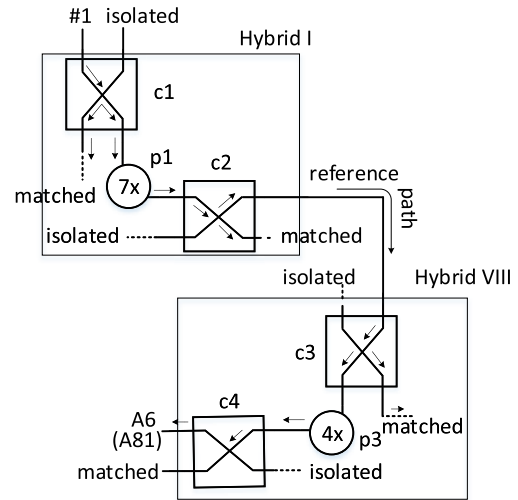 #1 isolated
Hybrid I
c1
p1
7x
c2
matched
reference
path
isolated
matched
isolated
Hybrid VIII
c3
c4
A6
(A81)
4x
p3
matched
matched
isolated